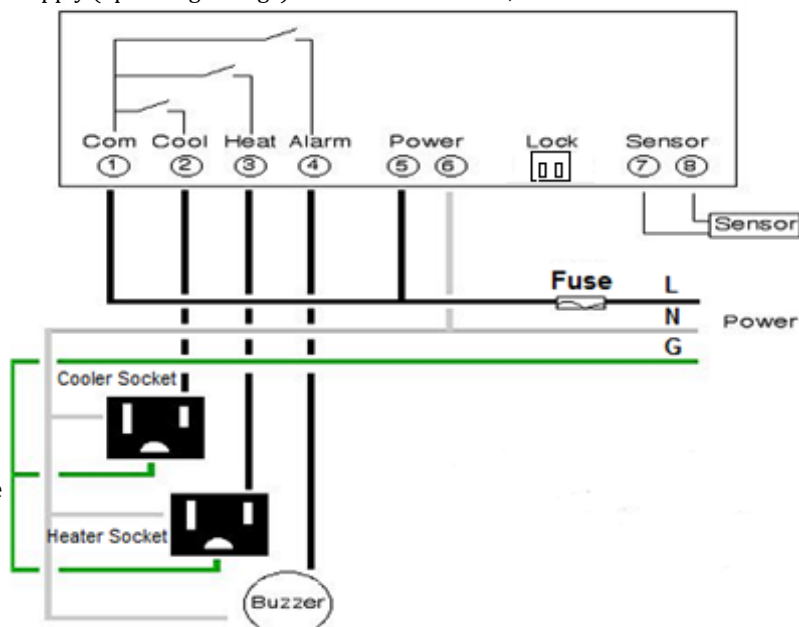 Com Cool Heat Alarm Power Lock Sensor
1 2 3 4 5 6 7 8
Sensor
Fuse L
N Power
G
Cooler Socket
Heater Socket
Buzzer